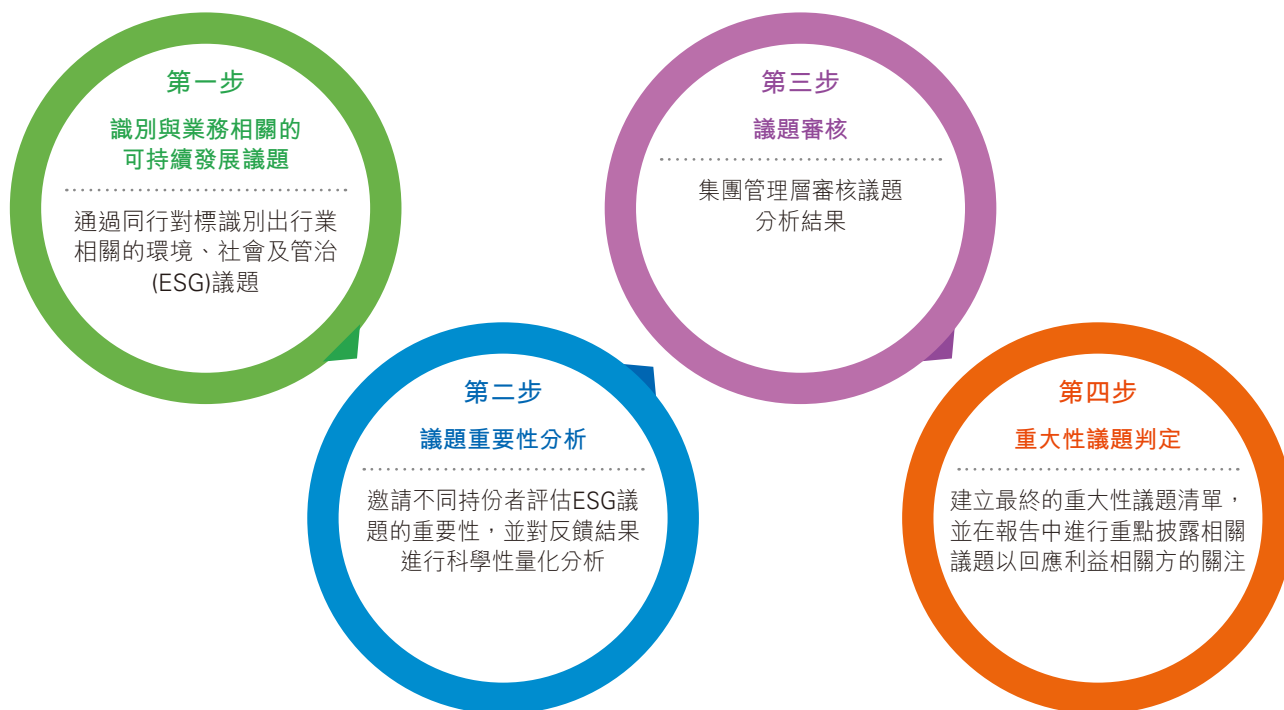 第一步
識別與業務相關的
可持續發展議題
通過同行對標識別出行業
相關的環境、社會及管治
(ESG)議題
第二步
議題重要性分析
邀請不同持份者評估ESG議
題的重要性，並對反饋結果
進行科學性量化分析
第三步
議題審核
集團管理層審核議題
分析結果
第四步
重大性議題判定
建立最終的重大性議題清單，
並在報告中進行重點披露相關
議題以回應利益相關方的關注